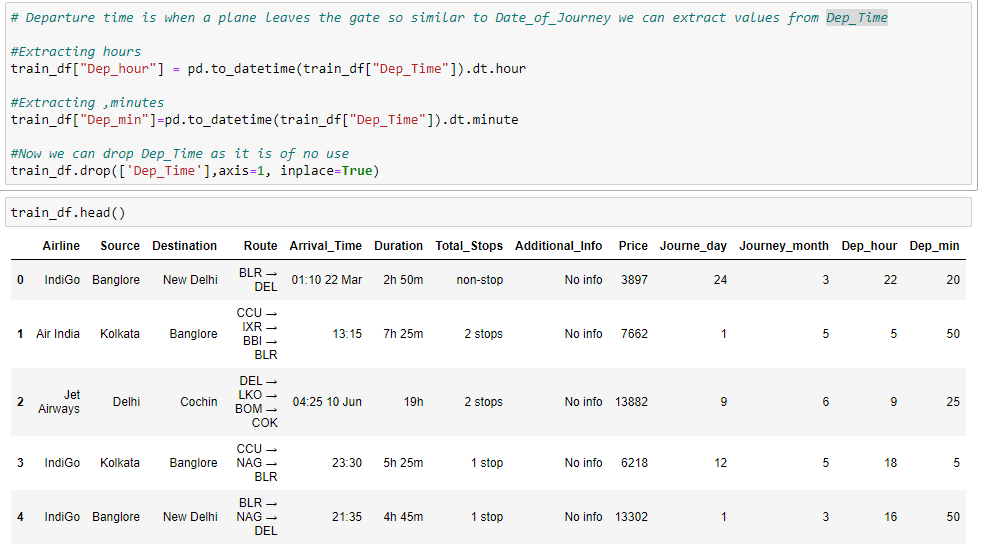 # Departure time is when a plane leaves the gate so similar to Date_of_Journey we can extract values from Dep_Time
#Extracting hours
train_df["Dep_hour"] = pd.to_datetime(train_df["Dep_Time"]).dt.hour
#Extracting ,minutes
train_df["Dep_min"]=pd.to_datetime(train_df["Dep_Time"]).dt.minute
#Now we can drop Dep_Time as it is of no use
train_df.drop(['Dep_Time'],axis=1, inplace=True)
train_df.head()
Airline Source Destination Route Arrival_Time Duration Total_Stops Additional_Info Price Journe_day Journey_month Dep_hour Dep_min
0 IndiGo Banglore New Delhi BLR → 01:10 22 Mar 2h 50m non-stop No info 3897 24 3 22 20
DEL
CCU →
IXR →
1 Air India Kolkata Banglore 13:15 7h 25m 2 stops No info 7662 1 5 5 50
BBI →
BLR
DEL →
LKO →
2 Jet Airways Delhi Cochin 04:25 10 Jun 19h 2 stops No info 13882 9 6 9 25
BOM →
COK
CCU →
3 IndiGo Kolkata Banglore NAG → 23:30 5h 25m 1 stop No info 6218 12 5 18 5
BLR
BLR →
4 IndiGo Banglore New Delhi NAG → 21:35 4h 45m 1 stop No info 13302 1 3 16 50
DEL